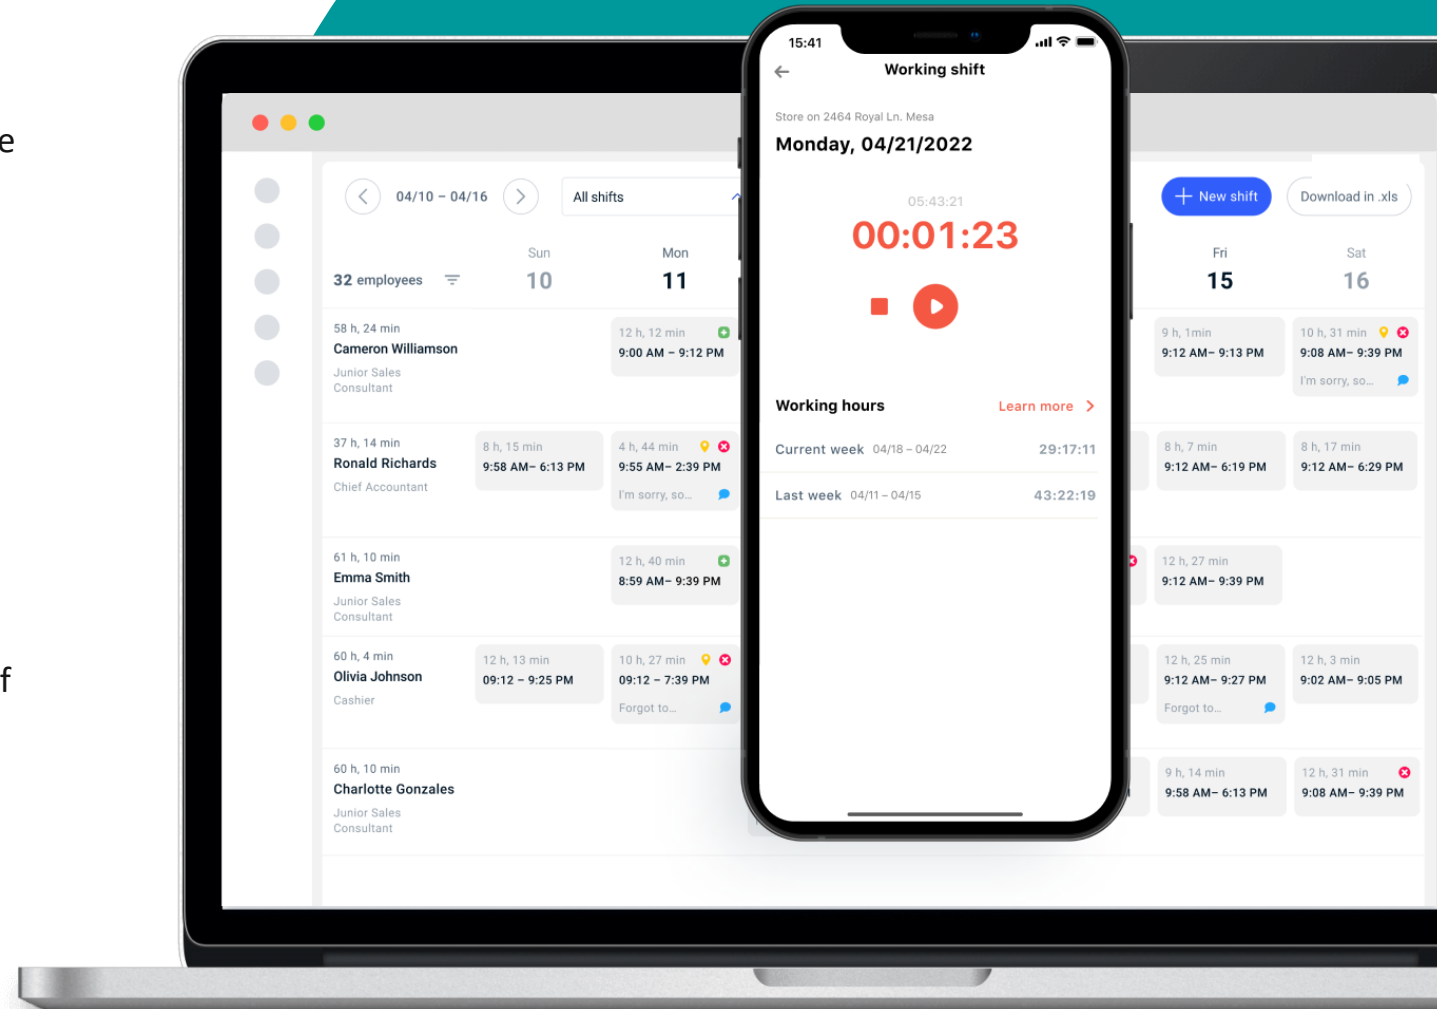 e
f
04/10 – 04/16
All shifts
New shift
Download in .xls
32 employees
Sun
10
Mon
11
Fri
15
Sat
16
58 h, 24 min
Cameron Williamson
Junior Sales
Consultant
12 h, 12 min
9:00 AM – 9:12 PM
9 h, 1min
9:12 AM– 9:13 PM
10 h, 31 min
9:08 AM– 9:39 PM
I'm sorry, so...
37 h, 14 min
Ronald Richards
Chief Accountant
8 h, 15 min
9:58 AM– 6:13 PM
4 h, 44 min
9:55 AM– 2:39 PM
I'm sorry, so...
8 h, 7 min
9:12 AM– 6:19 PM
8 h, 17 min
9:12 AM– 6:29 PM
61 h, 10 min
Emma Smith
Junior Sales
Consultant
12 h, 40 min
8:59 AM– 9:39 PM
12 h, 27 min
9:12 AM– 9:39 PM
60 h, 4 min
Olivia Johnson
Cashier
12 h, 13 min
09:12 – 9:25 PM
10 h, 27 min
09:12 – 7:39 PM
Forgot to...
12 h, 25 min
9:12 AM– 9:27 PM
Forgot to...
12 h, 3 min
9:02 AM– 9:05 PM
60 h, 10 min
Charlotte Gonzales
Junior Sales
Consultant
9 h, 14 min
9:58 AM– 6:13 PM
12 h, 31 min
9:08 AM– 9:39 PM
15:41
Working shift
Store on 2464 Royal Ln. Mesa
Monday, 04/21/2022
05:43:21
00:01:23
Working hours
Learn more
Current week 04/18 – 04/22 29:17:11
Last week 04/11 – 04/15 43:22:19